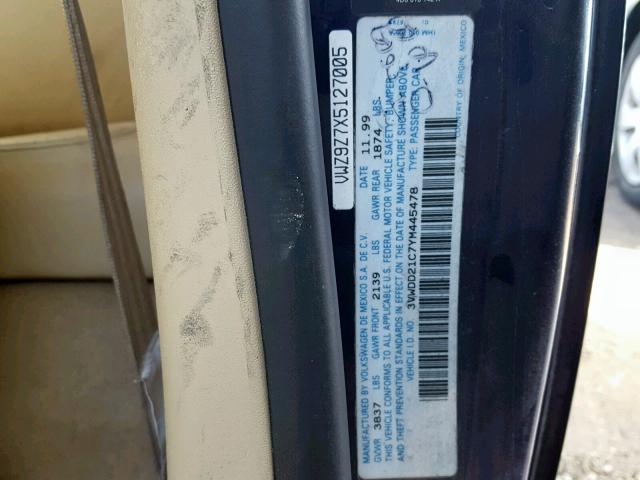 VWZ9Z7X5127005
MANUFACTURED BY VOLKSWAGEN DE MEXICO S.A. DE C.V. DATE 11.99
GVWR 3837 LBS GAWR FRONT 2139 LBS GAWR REAR 1874 LBS.
THIS VEHICLE CONFORMS TO ALL APPLICABLE U.S. FEDERAL MOTOR VEHICLE SAFETY, BUMPER,
AND THEFT PREVENTION STANDARDS IN EFFECT ON THE DATE OF MANUFACTURE SHOWN ABOVE.
VEHICLE I.D. NO. 3VWDD21C7YM445478 TYPE: PASSENGER CAR
COUNTRY OF ORIGIN, MEXICO